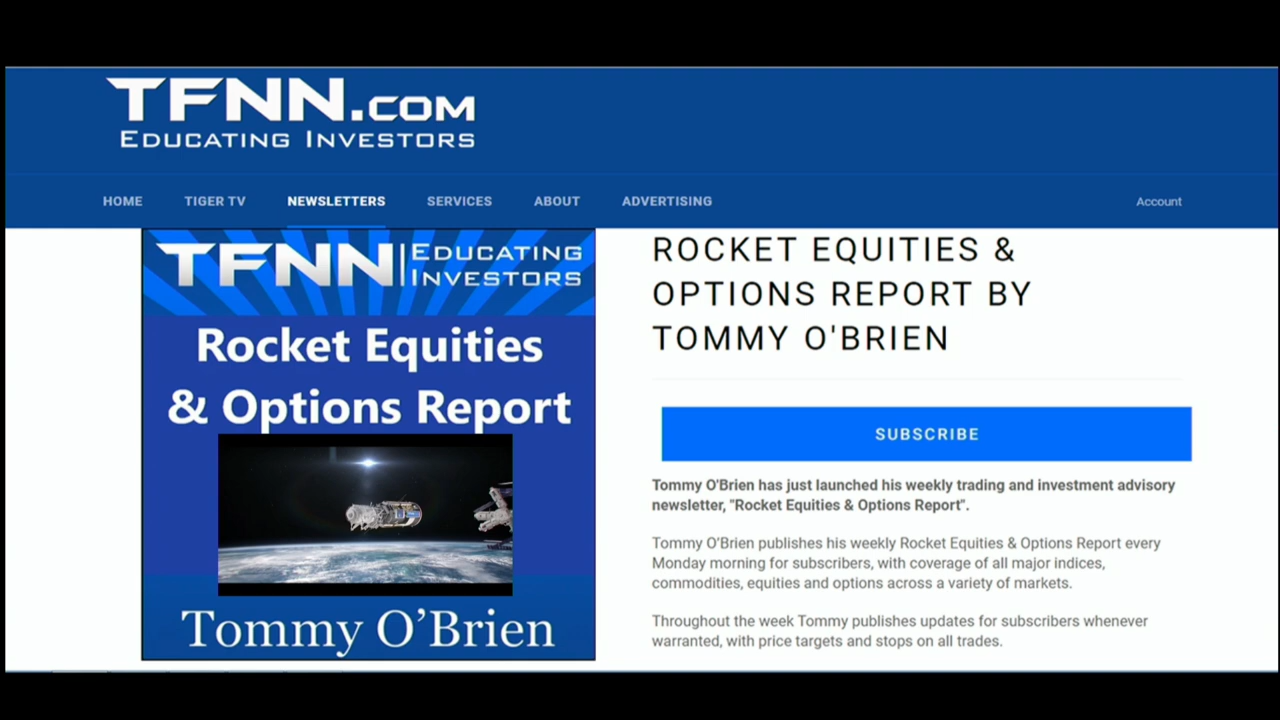 TFNN.COM
EDUCATING INVESTORS
HOME TIGER TV NEWSLETTERS SERVICES ABOUT ADVERTISING Account
TFNN EDUCATING
INVESTORS
Rocket Equities
& Options Report
Tommy O’Brien
ROCKET EQUITIES &
OPTIONS REPORT BY
TOMMY O'BRIEN
SUBSCRIBE
Tommy O'Brien has just launched his weekly trading and investment advisory
newsletter, "Rocket Equities & Options Report".
Tommy O'Brien publishes his weekly Rocket Equities & Options Report every
Monday morning for subscribers, with coverage of all major indices,
commodities, equities and options across a variety of markets.
Throughout the week Tommy publishes updates for subscribers whenever
warranted, with price targets and stops on all trades.